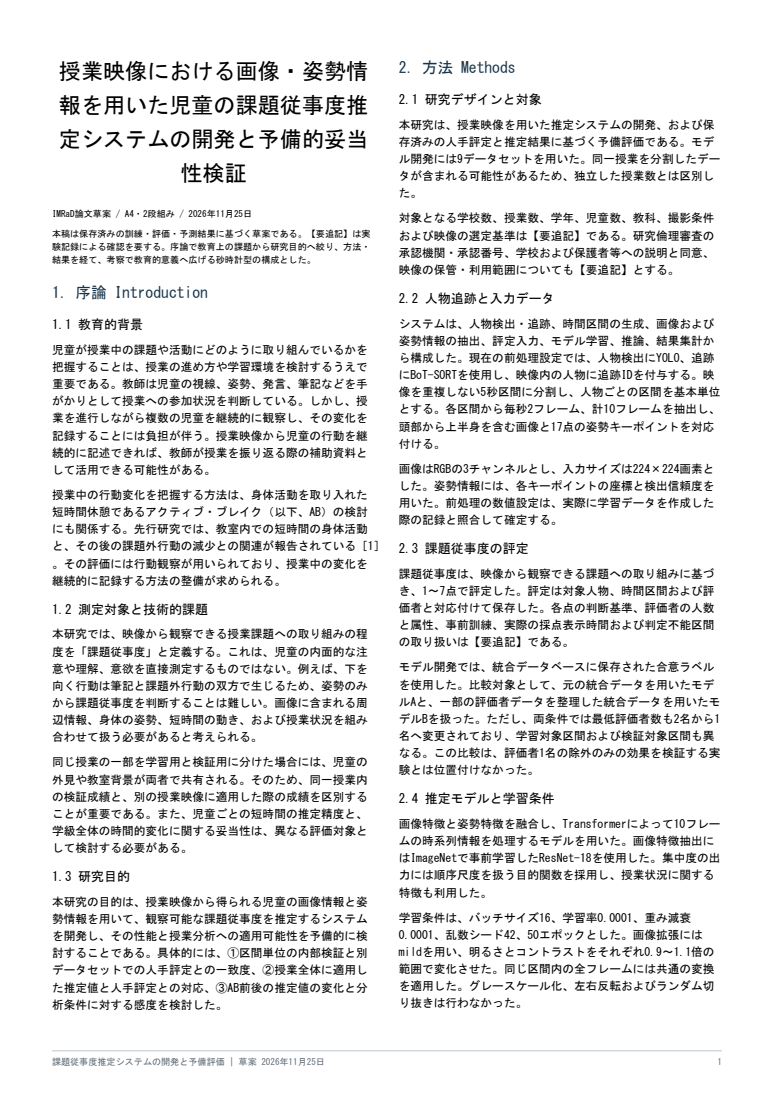 授業映像における画像・姿勢情
報を用いた児童の課題従事度推
定システムの開発と予備的妥当
性検証
IMRaD論文草案 / A4・2段組み / 2026年11月25日
本稿は保存済みの訓練・評価・予測結果に基づく草案である。【要追記】は実
験記録による確認を要する。序論で教育上の課題から研究目的へ絞り、方法・
結果を経て、考察で教育的意義へ広げる砂時計型の構成とした。
1. 序論 Introduction
1.1 教育的背景
児童が授業中の課題や活動にどのように取り組んでいるかを
把握することは、授業の進め方や学習環境を検討するうえで
重要である。教師は児童の視線、姿勢、発言、筆記などを手
がかりとして授業への参加状況を判断している。しかし、授
業を進行しながら複数の児童を継続的に観察し、その変化を
記録することには負担が伴う。授業映像から児童の行動を継
続的に記述できれば、教師が授業を振り返る際の補助資料と
して活用できる可能性がある。
授業中の行動変化を把握する方法は、身体活動を取り入れた
短時間休憩であるアクティブ・ブレイク（以下、AB）の検討
にも関係する。先行研究では、教室内での短時間の身体活動
と、その後の課題外行動の減少との関連が報告されている [1]
。その評価には行動観察が用いられており、授業中の変化を
継続的に記録する方法の整備が求められる。
1.2 測定対象と技術的課題
本研究では、映像から観察できる授業課題への取り組みの程
度を「課題従事度」と定義する。これは、児童の内面的な注
意や理解、意欲を直接測定するものではない。例えば、下を
向く行動は筆記と課題外行動の双方で生じるため、姿勢のみ
から課題従事度を判断することは難しい。画像に含まれる周
辺情報、身体の姿勢、短時間の動き、および授業状況を組み
合わせて扱う必要があると考えられる。
同じ授業の一部を学習用と検証用に分けた場合には、児童の
外見や教室背景が両者で共有される。そのため、同一授業内
の検証成績と、別の授業映像に適用した際の成績を区別する
ことが重要である。また、児童ごとの短時間の推定精度と、
学級全体の時間的変化に関する妥当性は、異なる評価対象と
して検討する必要がある。
1.3 研究目的
本研究の目的は、授業映像から得られる児童の画像情報と姿
勢情報を用いて、観察可能な課題従事度を推定するシステム
を開発し、その性能と授業分析への適用可能性を予備的に検
討することである。具体的には、①区間単位の内部検証と別
データセットでの人手評定との一致度、②授業全体に適用し
た推定値と人手評定との対応、③AB前後の推定値の変化と分
析条件に対する感度を検討した。
2. 方法 Methods
2.1 研究デザインと対象
本研究は、授業映像を用いた推定システムの開発、および保
存済みの人手評定と推定結果に基づく予備評価である。モデ
ル開発には9データセットを用いた。同一授業を分割したデー
タが含まれる可能性があるため、独立した授業数とは区別し
た。
対象となる学校数、授業数、学年、児童数、教科、撮影条件
および映像の選定基準は【要追記】である。研究倫理審査の
承認機関・承認番号、学校および保護者等への説明と同意、
映像の保管・利用範囲についても【要追記】とする。
2.2 人物追跡と入力データ
システムは、人物検出・追跡、時間区間の生成、画像および
姿勢情報の抽出、評定入力、モデル学習、推論、結果集計か
ら構成した。現在の前処理設定では、人物検出にYOLO、追跡
にBoT-SORTを使用し、映像内の人物に追跡IDを付与する。映
像を重複しない5秒区間に分割し、人物ごとの区間を基本単位
とする。各区間から毎秒2フレーム、計10フレームを抽出し、
頭部から上半身を含む画像と17点の姿勢キーポイントを対応
付ける。
画像はRGBの3チャンネルとし、入力サイズは224×224画素と
した。姿勢情報には、各キーポイントの座標と検出信頼度を
用いた。前処理の数値設定は、実際に学習データを作成した
際の記録と照合して確定する。
2.3 課題従事度の評定
課題従事度は、映像から観察できる課題への取り組みに基づ
き、1～7点で評定した。評定は対象人物、時間区間および評
価者と対応付けて保存した。各点の判断基準、評価者の人数
と属性、事前訓練、実際の採点表示時間および判定不能区間
の取り扱いは【要追記】である。
モデル開発では、統合データベースに保存された合意ラベル
を使用した。比較対象として、元の統合データを用いたモデ
ルAと、一部の評価者データを整理した統合データを用いたモ
デルBを扱った。ただし、両条件では最低評価者数も2名から1
名へ変更されており、学習対象区間および検証対象区間も異
なる。この比較は、評価者1名の除外のみの効果を検証する実
験とは位置付けなかった。
2.4 推定モデルと学習条件
画像特徴と姿勢特徴を融合し、Transformerによって10フレー
ムの時系列情報を処理するモデルを用いた。画像特徴抽出に
はImageNetで事前学習したResNet-18を使用した。集中度の出
力には順序尺度を扱う目的関数を採用し、授業状況に関する
特徴も利用した。
学習条件は、バッチサイズ16、学習率0.0001、重み減衰
0.0001、乱数シード42、50エポックとした。画像拡張には
mildを用い、明るさとコントラストをそれぞれ0.9～1.1倍の
範囲で変化させた。同じ区間内の全フレームには共通の変換
を適用した。グレースケール化、左右反転およびランダム切
り抜きは行わなかった。
課題従事度推定システムの開発と予備評価 | 草案 2026年11月25日
1